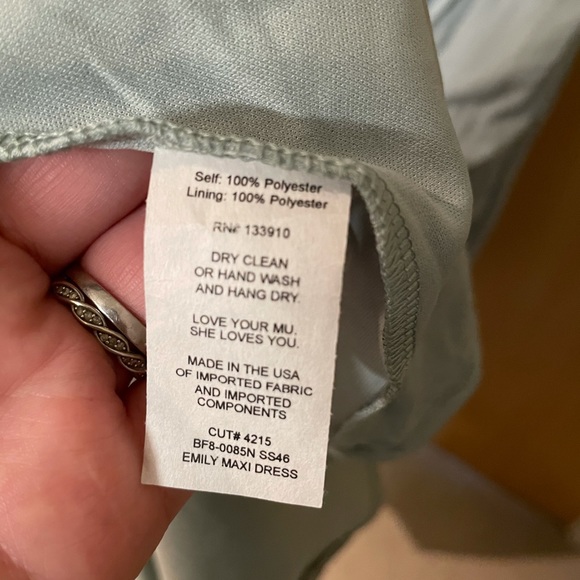 Self: 100% Polyester
Lining: 100% Polyester
RN# 133910
DRY CLEAN
OR HAND WASH
AND HANG DRY.
LOVE YOUR MU.
SHE LOVES YOU.
MADE IN THE USA
OF IMPORTED FABRIC
AND IMPORTED
COMPONENTS
CUT# 4215
BF8-0085N SS46
EMILY MAXI DRESS